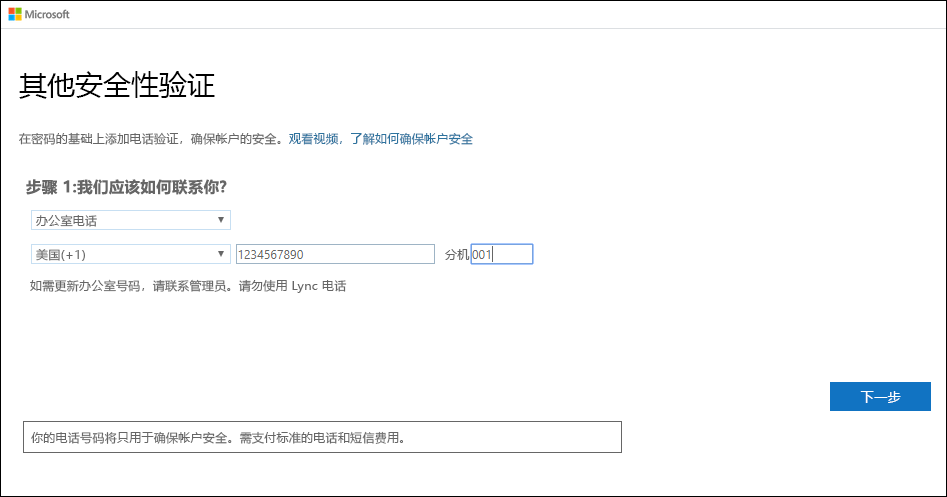 Microsoft
其他安全性验证
在密码的基础上添加电话验证，确保帐户的安全。观看视频，了解如何确保帐户安全
步骤 1:我们应该如何联系你?
办公室电话
美国(+1) 1234567890 分机 001
如需更新办公室号码，请联系管理员。请勿使用 Lync 电话
下一步
你的电话号码将只用于确保帐户安全。需支付标准的电话和短信费用。